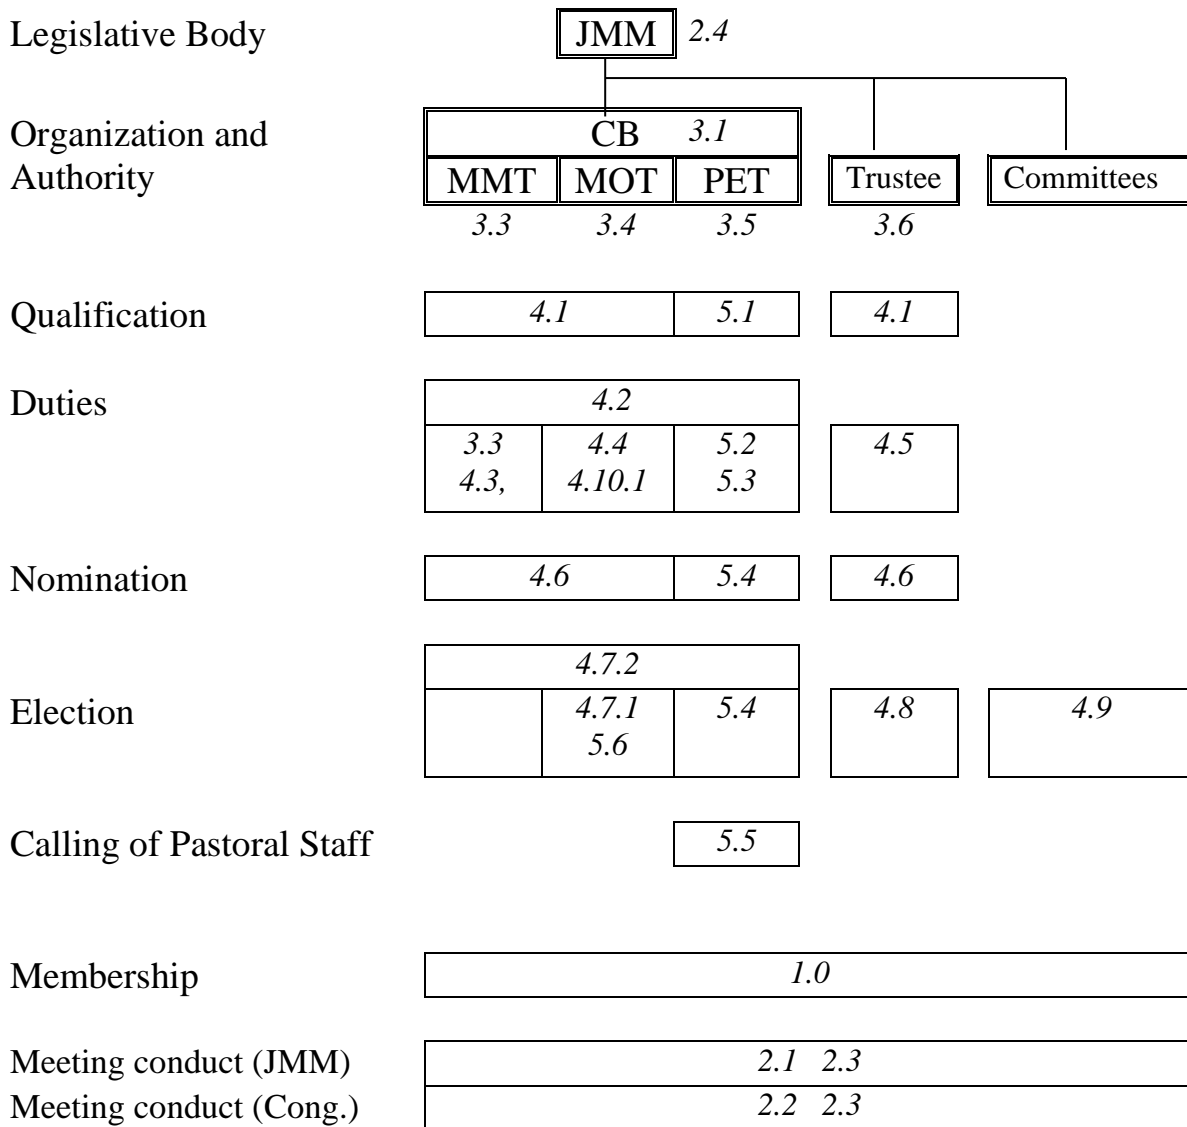 Legislative Body JMM 2.4
Organization and CB 3.1
Authority MMT MOT PET Trustee Committees
3.3 3.4 3.5 3.6
Qualification 4.1 5.1 4.1
Duties 4.2
3.3 4.4 5.2 4.5
4.3, 4.10.1 5.3
Nomination 4.6 5.4 4.6
4.7.2
Election 4.7.1 5.4 4.8 4.9
5.6
Calling of Pastoral Staff 5.5
Membership 1.0
Meeting conduct (JMM) 2.1 2.3
Meeting conduct (Cong.) 2.2 2.3